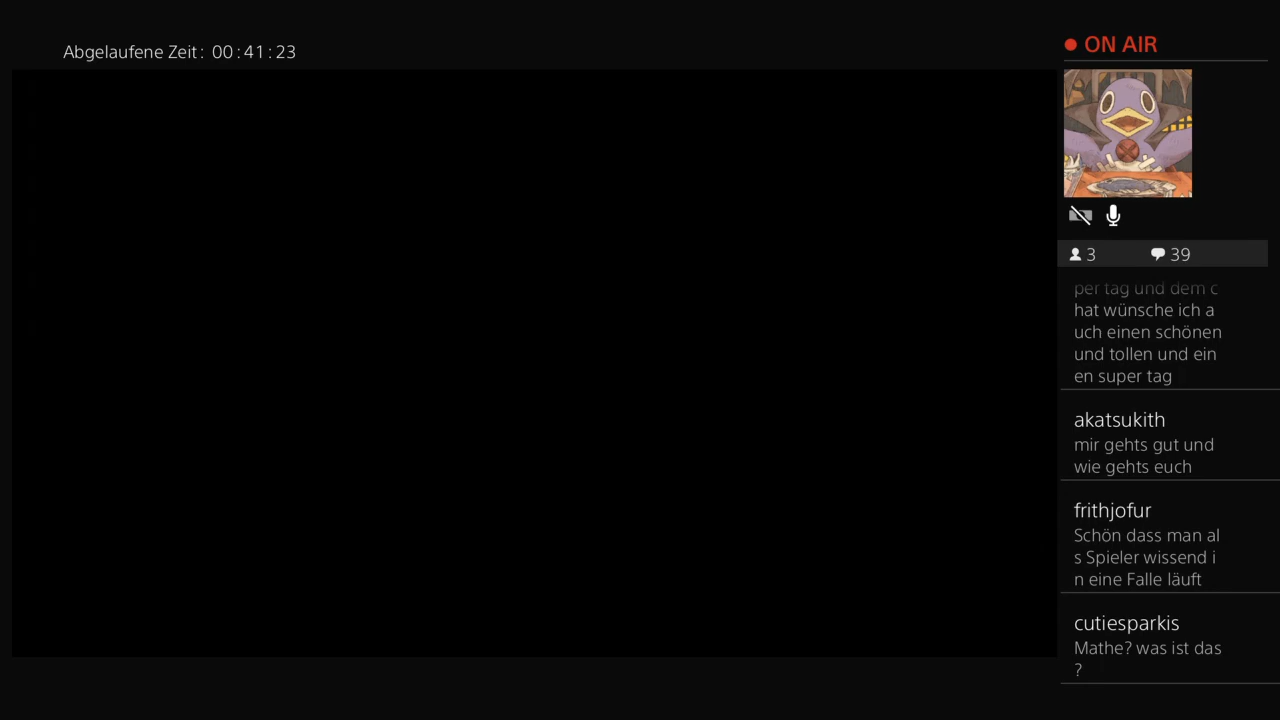 Abgelaufene Zeit: 00:41:23
ON AIR
3 39
per tag und dem c
hat wünsche ich a
uch einen schönen
und tollen und ein
en super tag
akatsukith
mir gehts gut und
wie gehts euch
frithjofur
Schön dass man al
s Spieler wissend i
n eine Falle läuft
cutiesparkis
Mathe? was ist das
?